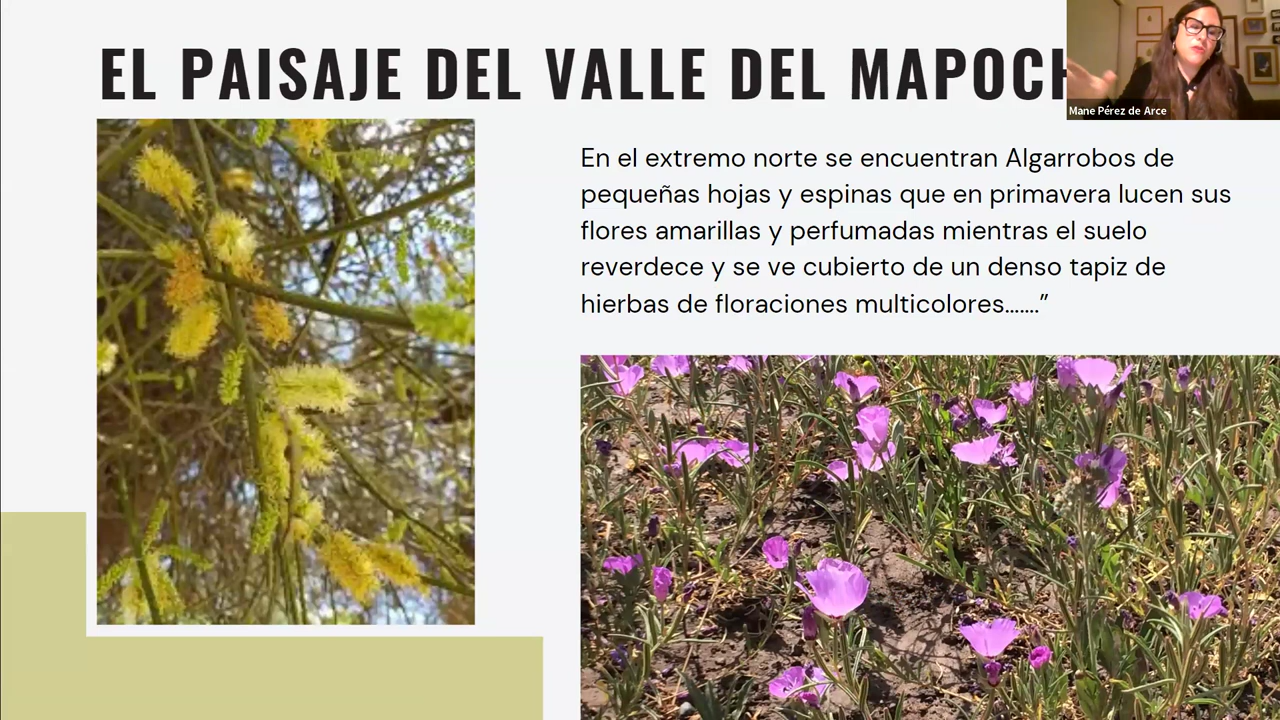 EL PAISAJE DEL VALLE DEL MAPOCH
Mane Pérez de Arce
En el extremo norte se encuentran Algarrobos de
pequeñas hojas y espinas que en primavera lucen sus
flores amarillas y perfumadas mientras el suelo
reverdece y se ve cubierto de un denso tapiz de
hierbas de floraciones multicolores.......”